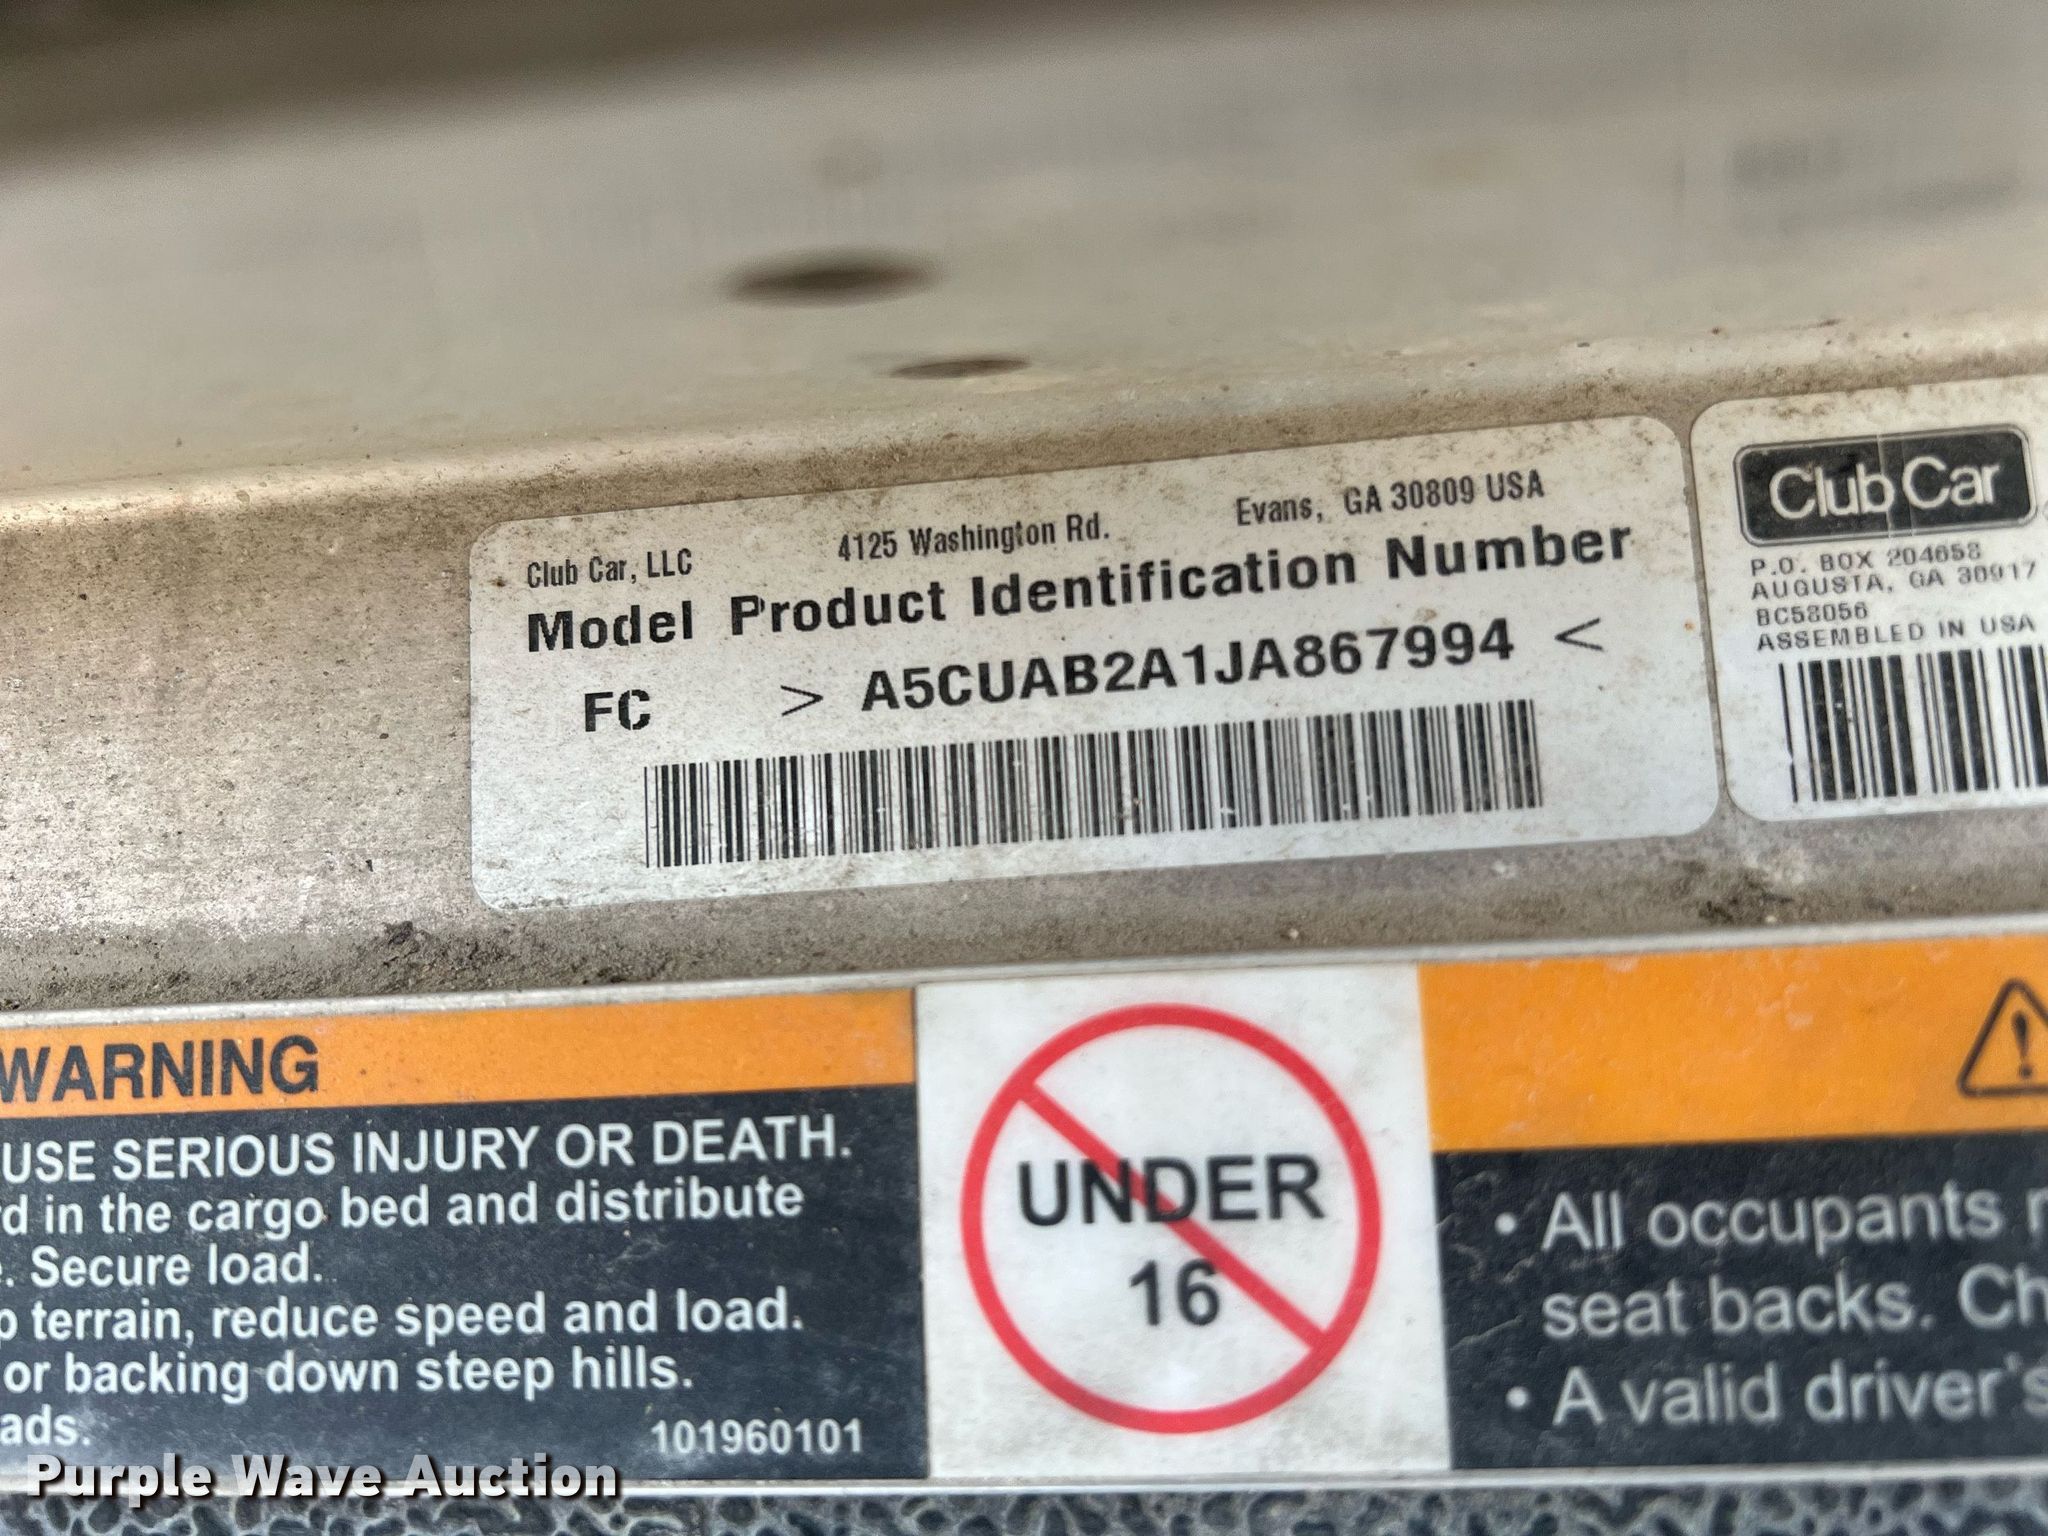 Club Car, LLC 4125 Washington Rd. Evans, GA 30809 USA
Model Product Identification Number
FC > A5CUAB2A1JA867994 <
Club Car
P.O. BOX 204658
AUGUSTA, GA 30917
BC58056
ASSEMBLED IN USA
WARNING
USE SERIOUS INJURY OR DEATH.
rd in the cargo bed and distribute
e. Secure load.
p terrain, reduce speed and load.
or backing down steep hills.
ads.
101960101
UNDER
16
• All occupants
seat backs. Ch
• A valid driver's
Purple Wave Auction